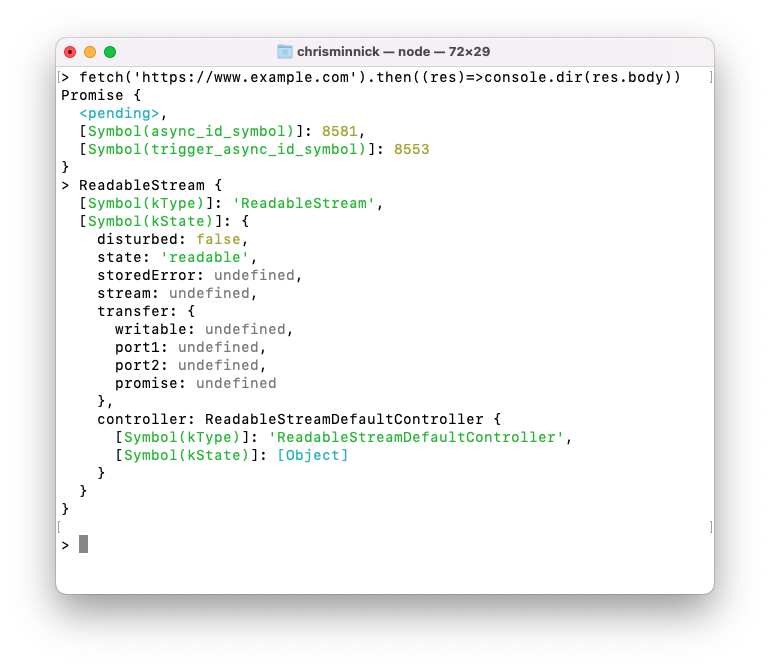 chrisminnick — node — 72×29
[> fetch('https://www.example.com').then((res)=>console.dir(res.body)) ]
Promise {
  <pending>,
  [Symbol(async_id_symbol)]: 8581,
  [Symbol(trigger_async_id_symbol)]: 8553
}
> ReadableStream {
  [Symbol(kType)]: 'ReadableStream',
  [Symbol(kState)]: {
    disturbed: false,
    state: 'readable',
    storedError: undefined,
    stream: undefined,
    transfer: {
      writable: undefined,
      port1: undefined,
      port2: undefined,
      promise: undefined
    },
    controller: ReadableStreamDefaultController {
      [Symbol(kType)]: 'ReadableStreamDefaultController',
      [Symbol(kState)]: [Object]
    }
  }
}
[ ]
>